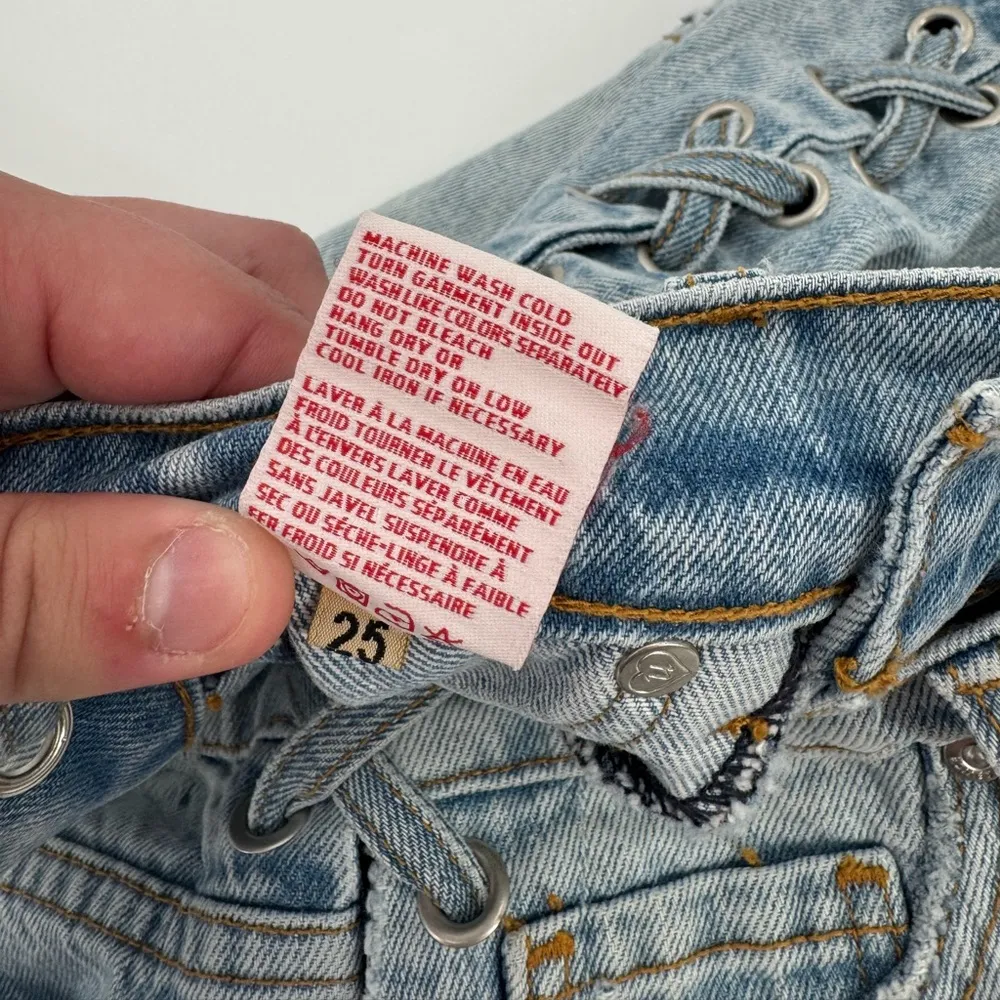 MACHINE WASH COLD
TURN GARMENT INSIDE OUT
WASH LIKE COLORS SEPARATELY
DO NOT BLEACH
HANG DRY OR
TUMBLE DRY ON LOW
COOL IRON IF NECESSARY
LAVER À LA MACHINE EN EAU
FROID TOURNER LE VÊTEMENT
À L'ENVERS LAVER COMME
DES COULEURS SÉPARÉMENT
SANS JAVEL SUSPENDRE À
SEC OU SÉCHE-LINGE À FAIBLE
FER FROID SI NÉCESSAIRE
25